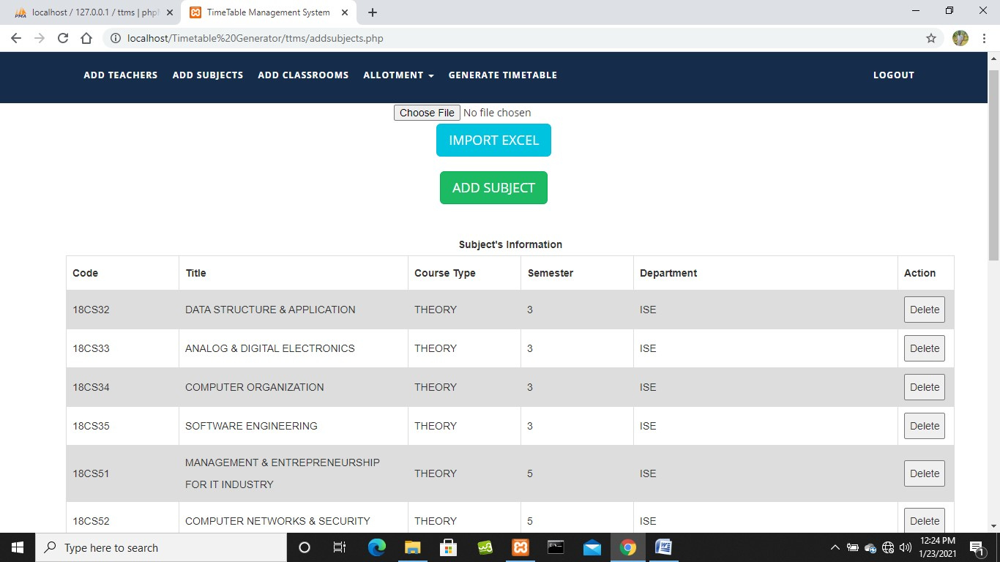 localhost / 127.0.0.1 / ttms | php
TimeTable Management System
localhost/Timetable%20Generator/ttms/addsubjects.php
ADD TEACHERS ADD SUBJECTS ADD CLASSROOMS ALLOTMENT GENERATE TIMETABLE LOGOUT
Choose File No file chosen
IMPORT EXCEL
ADD SUBJECT
Subject's Information
Code Title Course Type Semester Department Action
18CS32 DATA STRUCTURE & APPLICATION THEORY 3 ISE Delete
18CS33 ANALOG & DIGITAL ELECTRONICS THEORY 3 ISE Delete
18CS34 COMPUTER ORGANIZATION THEORY 3 ISE Delete
18CS35 SOFTWARE ENGINEERING THEORY 3 ISE Delete
18CS51 MANAGEMENT & ENTREPRENEURSHIP THEORY 5 ISE Delete
FOR IT INDUSTRY
18CS52 COMPUTER NETWORKS & SECURITY THEORY 5 ISE Delete
Type here to search
12:24 PM
1/23/2021
1